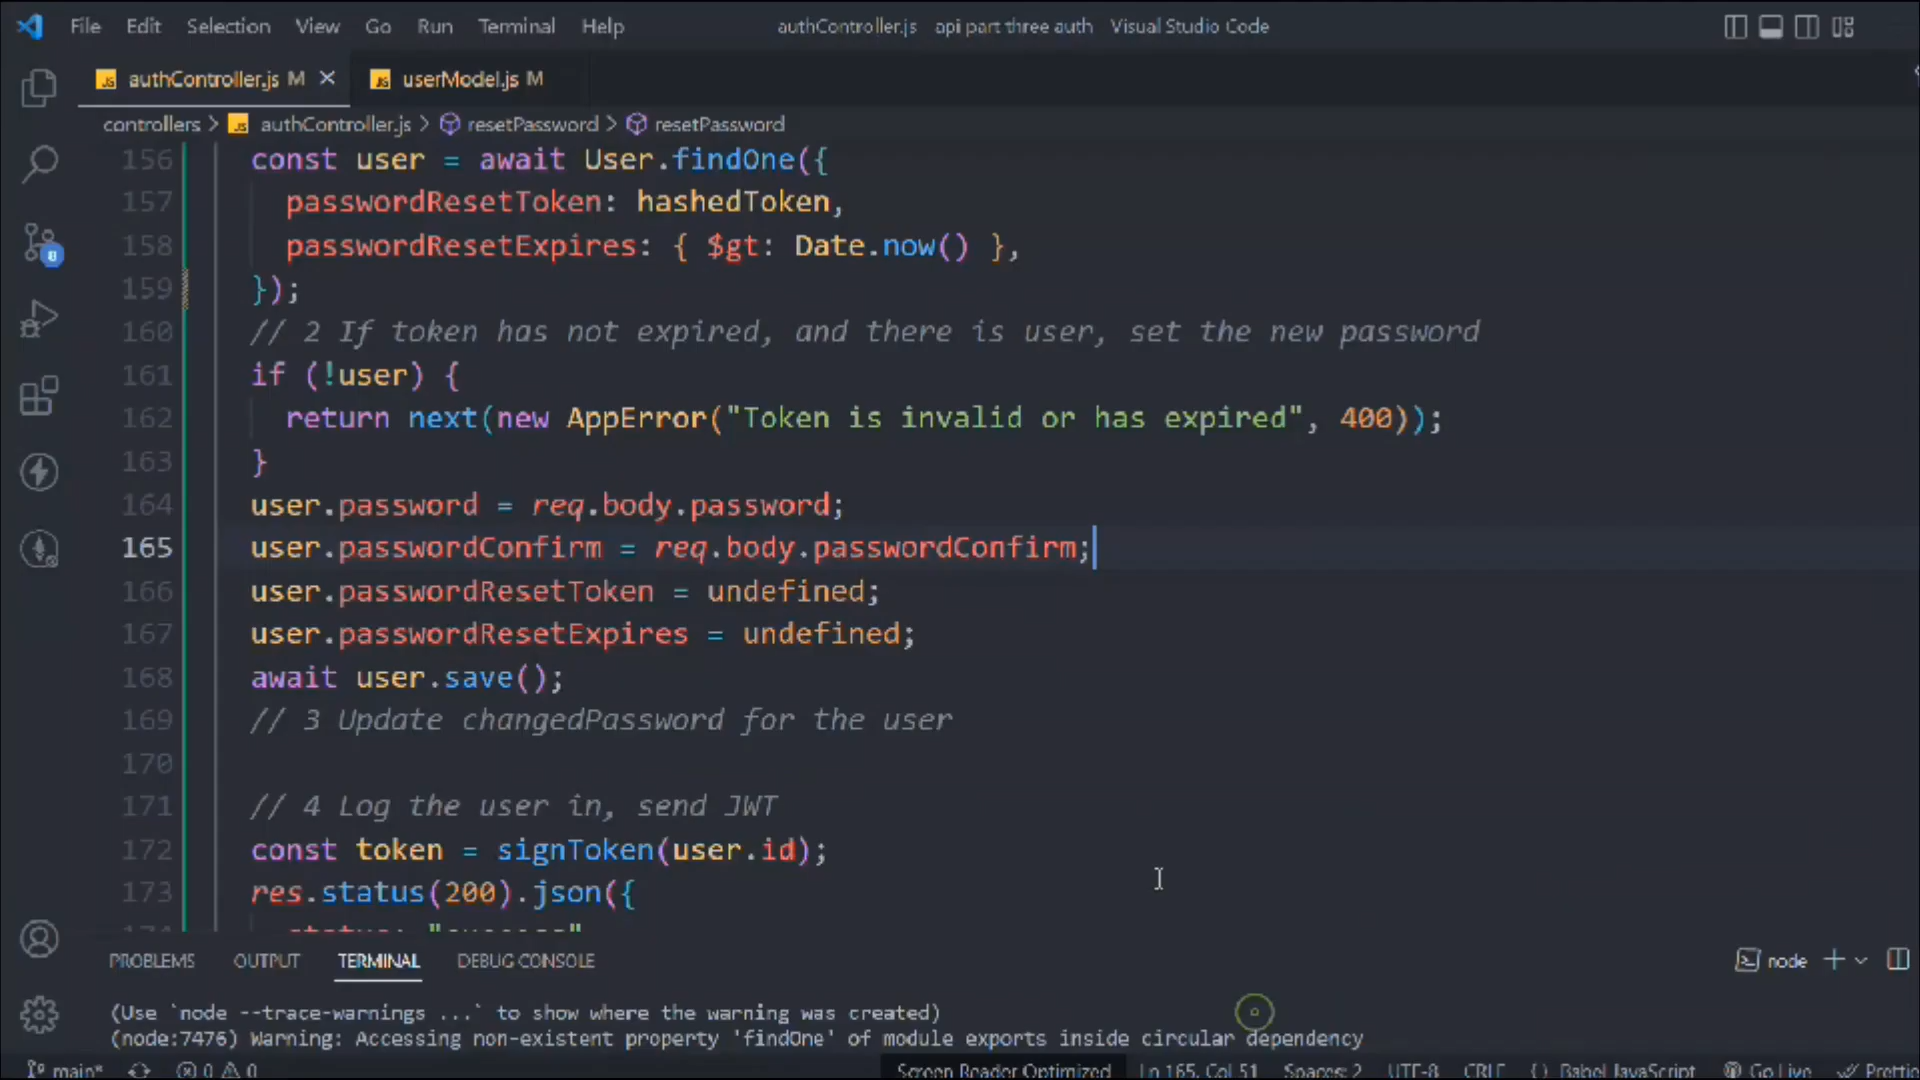 File Edit Selection View Go Run Terminal Help authController.js api part three auth Visual Studio Code
authController.js M userModel.js M
controllers > authController.js > resetPassword > resetPassword
156 const user = await User.findOne({
157 passwordResetToken: hashedToken,
158 passwordResetExpires: { $gt: Date.now() },
159 });
160 // 2 If token has not expired, and there is user, set the new password
161 if (!user) {
162 return next(new AppError("Token is invalid or has expired", 400));
163 }
164 user.password = req.body.password;
165 user.passwordConfirm = req.body.passwordConfirm;
166 user.passwordResetToken = undefined;
167 user.passwordResetExpires = undefined;
168 await user.save();
169 // 3 Update changedPassword for the user
170
171 // 4 Log the user in, send JWT
172 const token = signToken(user.id);
173 res.status(200).json({
PROBLEMS OUTPUT TERMINAL DEBUG CONSOLE node
(Use `node --trace-warnings ...` to show where the warning was created)
(node:7476) Warning: Accessing non-existent property 'findOne' of module exports inside circular dependency
main* 0 0 Screen Reader Optimized Ln 165, Col 51 Spaces: 2 UTF-8 CRLF {} Babel JavaScript Go Live